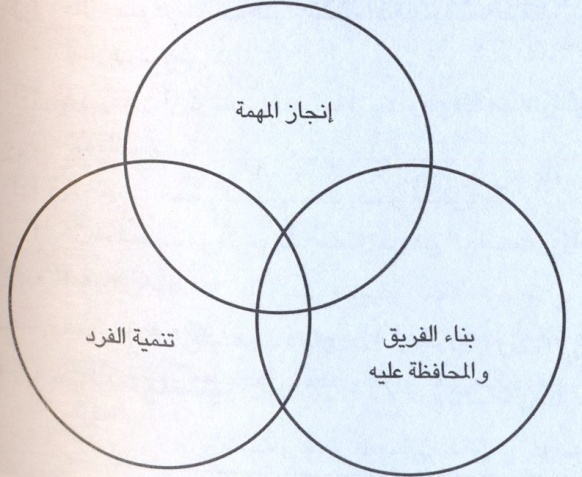 إنجاز المهمة
تنمية الفرد
بناء الفريق
والمحافظة عليه